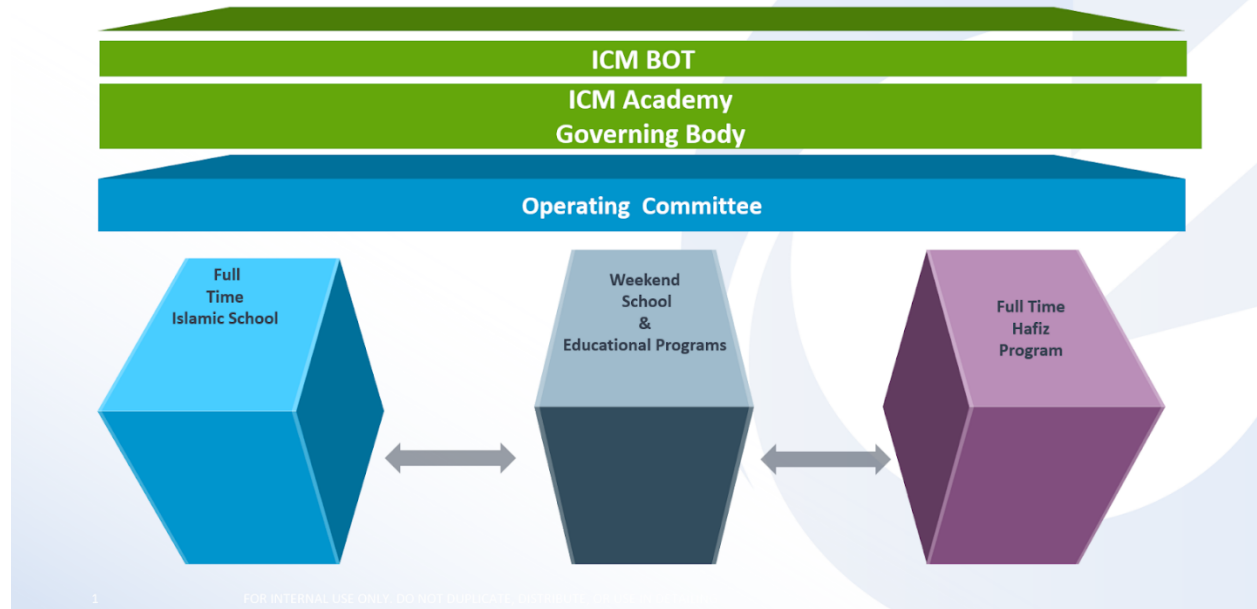 ICM BOT
ICM Academy
Governing Body
Operating Committee
Full
Time
Islamic School
Weekend
School
&
Educational Programs
Full Time
Hafiz
Program
1
FOR INTERNAL USE ONLY, DO NOT DUPLICATE,